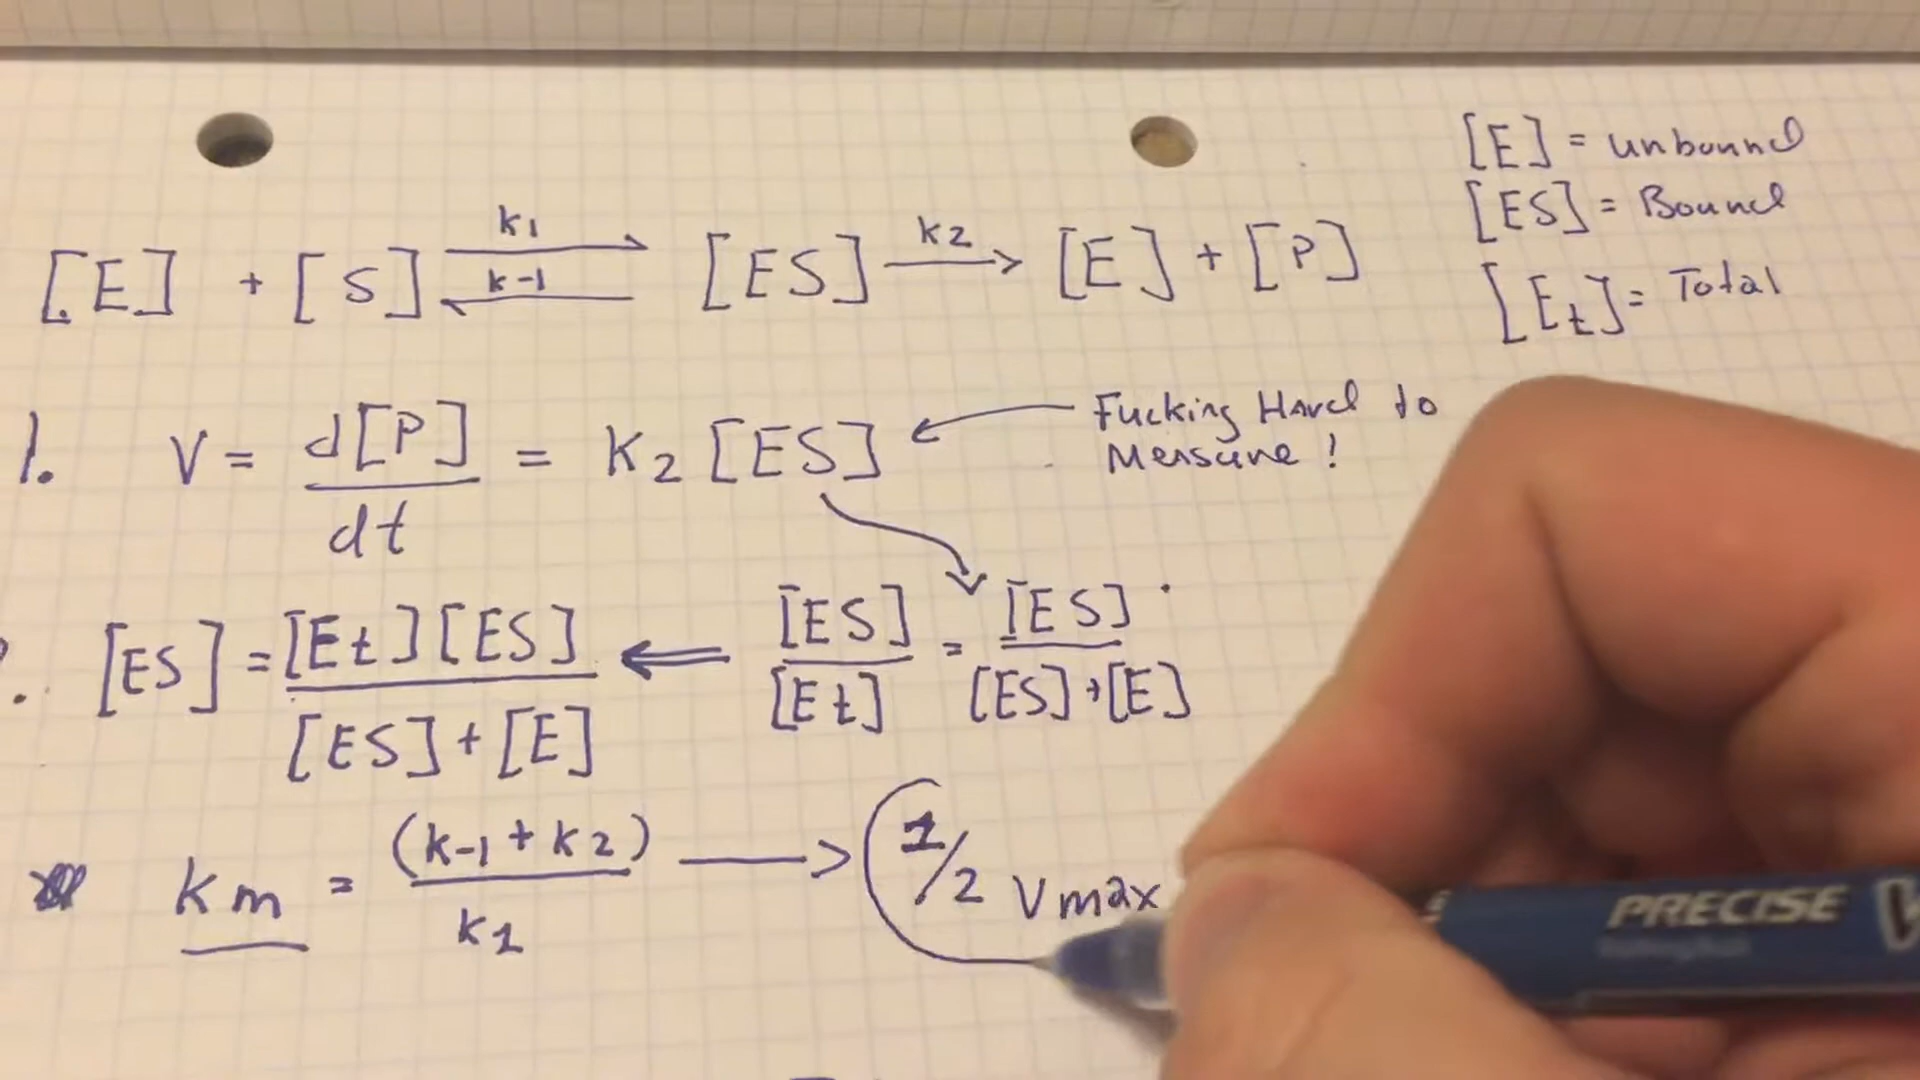 [E] = unbound
[ES] = Bound
[Et] = Total
k1
k-1
k2
[E] + [S] [ES] [E] + [P]
Fucking Hard to
Measure!
1. V = d[P]/dt = K2 [ES]
[ES] = [Et][ES]/[ES]+[E]
[ES]/[Et] = [ES]/[ES]+[E]
km = (k-1 + k2)/k1
1/2 Vmax
PRECISE V